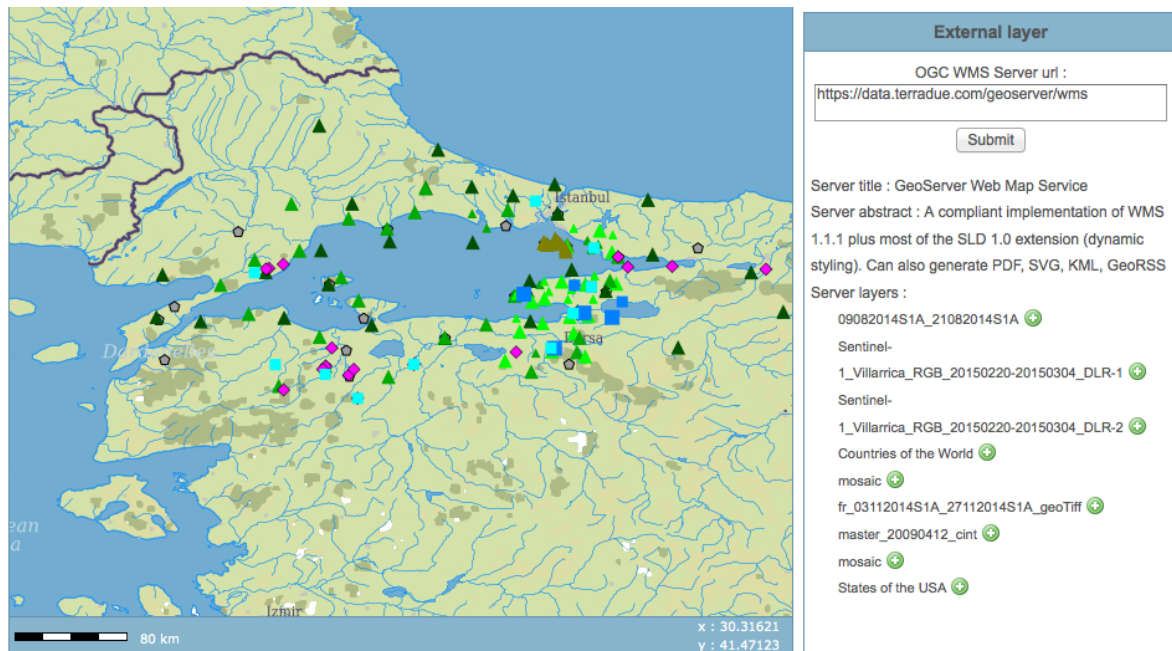 Istanbul
Bursa
Izmir
80 km
x : 30.31621
y : 41.47123
External layer
OGC WMS Server url :
https://data.terradue.com/geoserver/wms
Submit
Server title : GeoServer Web Map Service
Server abstract : A compliant implementation of WMS
1.1.1 plus most of the SLD 1.0 extension (dynamic
styling). Can also generate PDF, SVG, KML, GeoRSS
Server layers :
09082014S1A_21082014S1A
Sentinel-
1_Villarrica_RGB_20150220-20150304_DLR-1
Sentinel-
1_Villarrica_RGB_20150220-20150304_DLR-2
Countries of the World
mosaic
fr_03112014S1A_27112014S1A_geoTiff
master_20090412_cint
mosaic
States of the USA